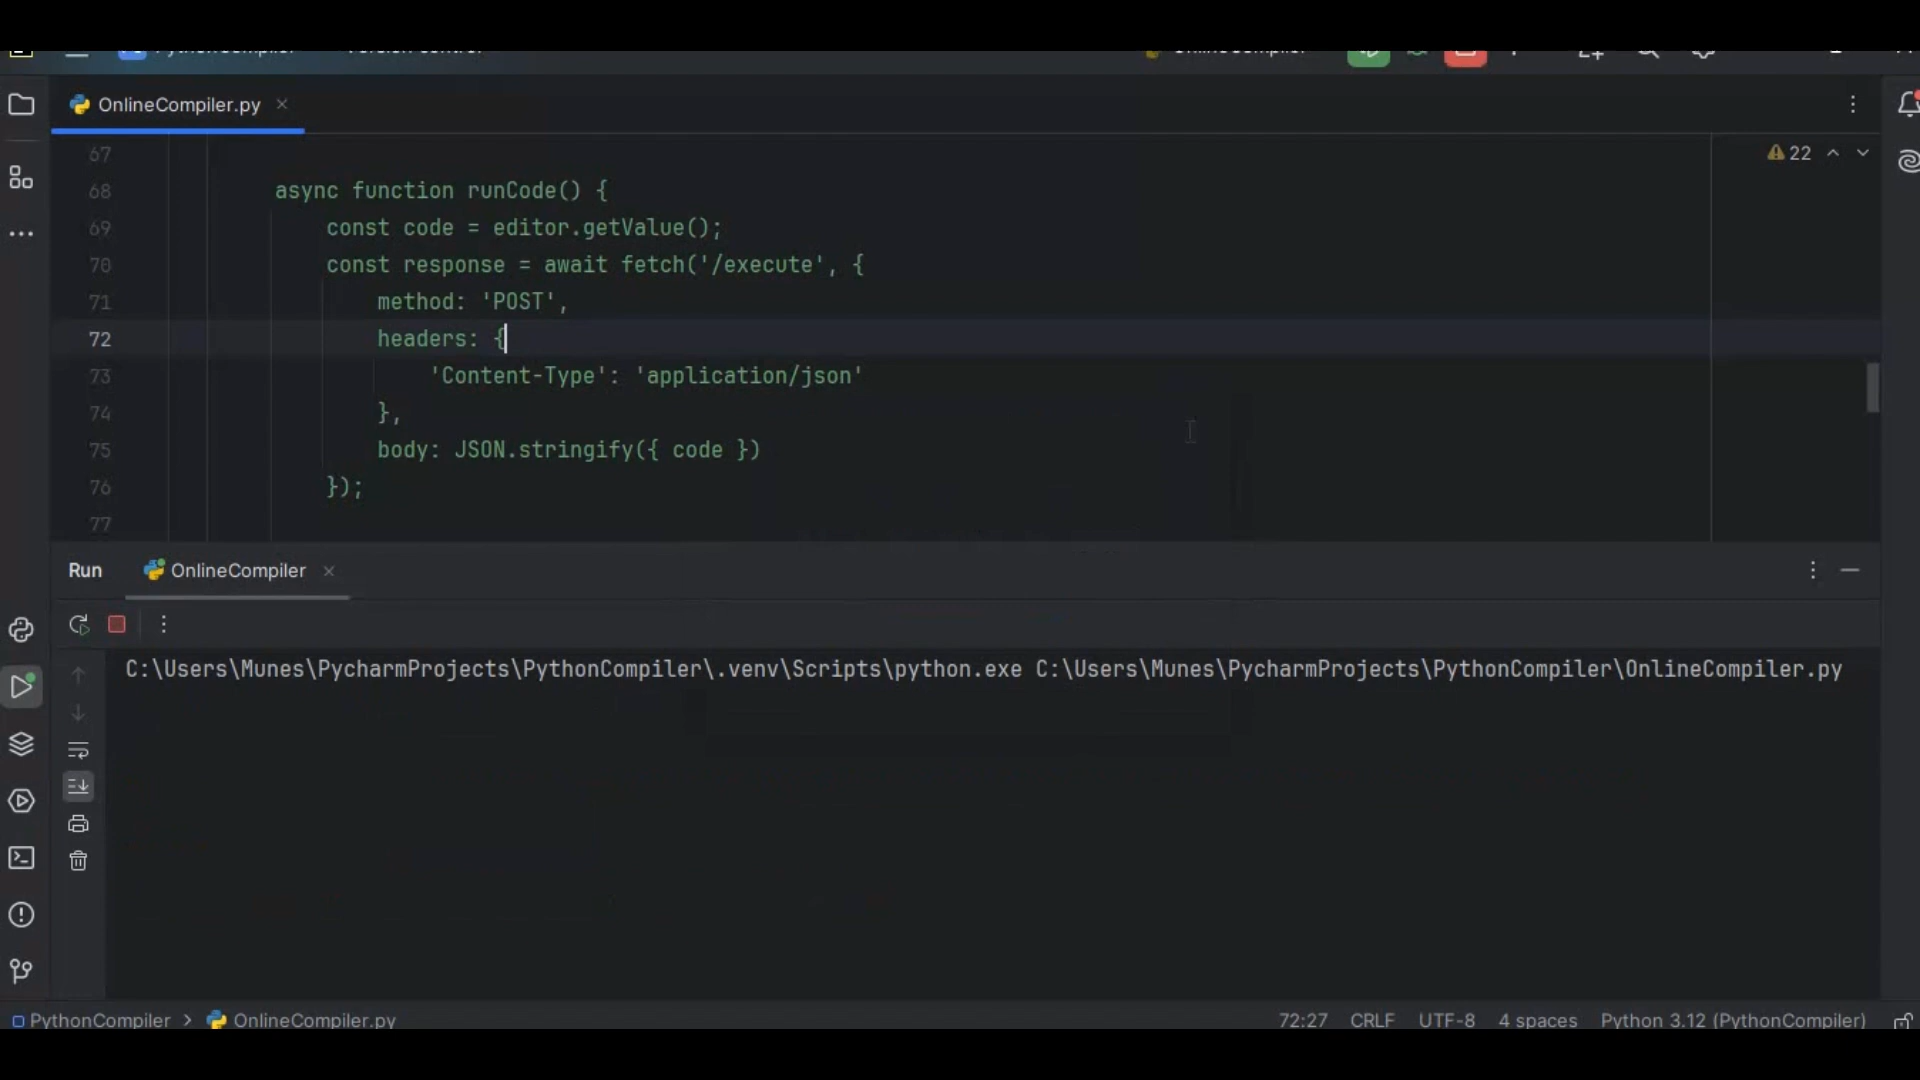 OnlineCompiler.py
22
67
68 async function runCode() {
69 const code = editor.getValue();
70 const response = await fetch('/execute', {
71 method: 'POST',
72 headers: {
73 'Content-Type': 'application/json'
74 },
75 body: JSON.stringify({ code })
76 });
77
Run OnlineCompiler
C:\Users\Munes\PycharmProjects\PythonCompiler\.venv\Scripts\python.exe C:\Users\Munes\PycharmProjects\PythonCompiler\OnlineCompiler.py
PythonCompiler > OnlineCompiler.py 72:27 CRLF UTF-8 4 spaces Python 3.12 (PythonCompiler)